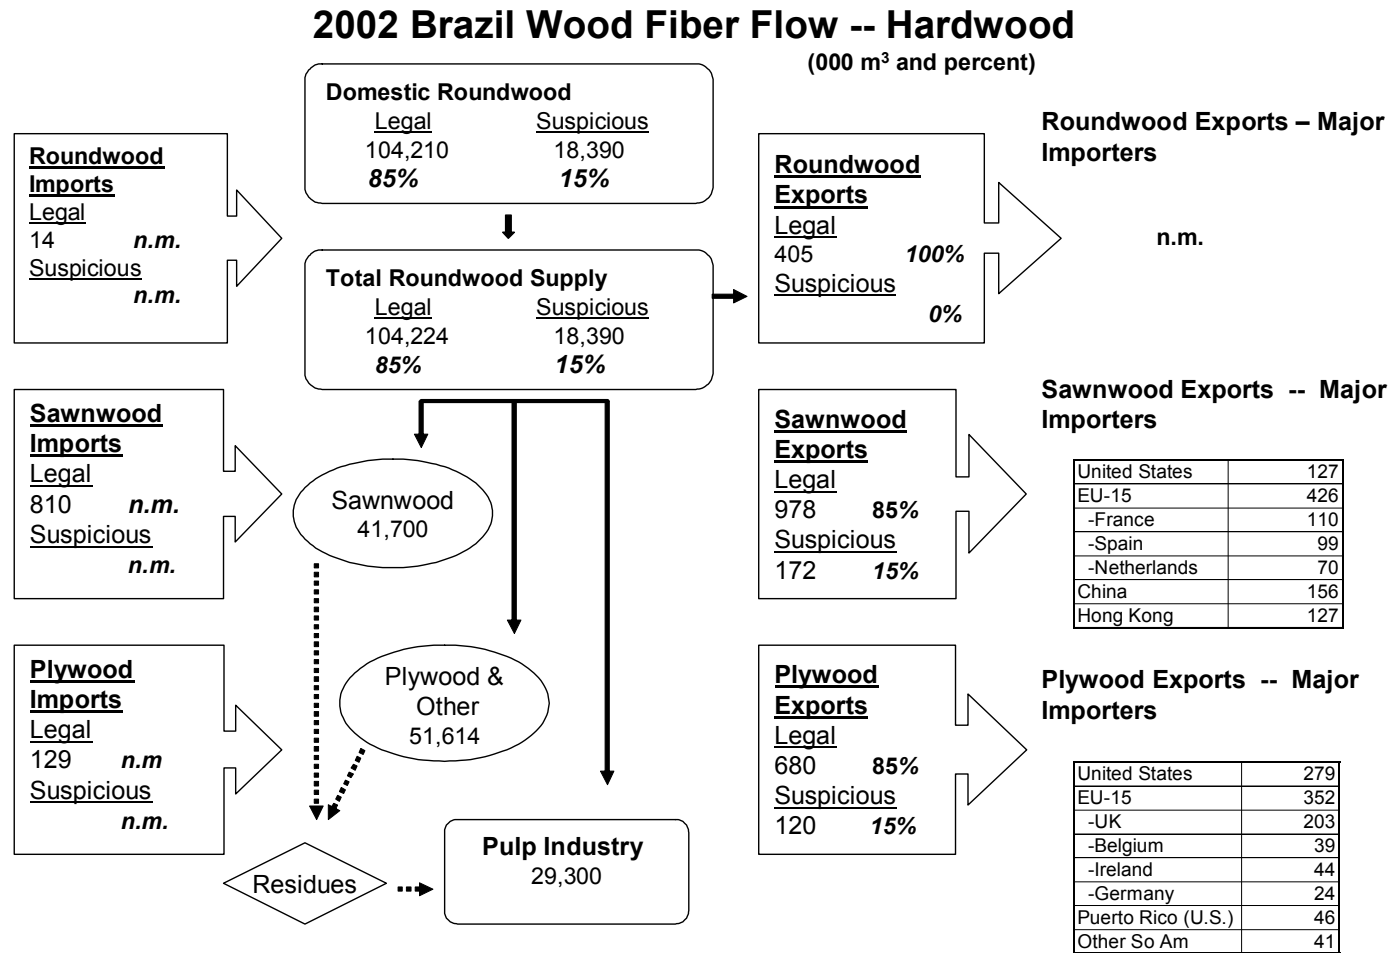 2002 Brazil Wood Fiber Flow -- Hardwood
(000 m³ and percent)
Domestic Roundwood
Legal Suspicious
104,210 18,390
85% 15%
Roundwood
Imports
Legal
14 n.m.
Suspicious
n.m.
Total Roundwood Supply
Legal Suspicious
104,224 18,390
85% 15%
Roundwood
Exports
Legal
405 100%
Suspicious
0%
Roundwood Exports – Major
Importers
n.m.
Sawnwood
Imports
Legal
810 n.m.
Suspicious
n.m.
Sawnwood
41,700
Sawnwood
Exports
Legal
978 85%
Suspicious
172 15%
Sawnwood Exports -- Major
Importers
United States 127
EU-15 426
-France 110
-Spain 99
-Netherlands 70
China 156
Hong Kong 127
Plywood
Imports
Legal
129 n.m
Suspicious
n.m.
Plywood &
Other
51,614
Residues
Pulp Industry
29,300
Plywood
Exports
Legal
680 85%
Suspicious
120 15%
Plywood Exports -- Major
Importers
United States 279
EU-15 352
-UK 203
-Belgium 39
-Ireland 44
-Germany 24
Puerto Rico (U.S.) 46
Other So Am 41